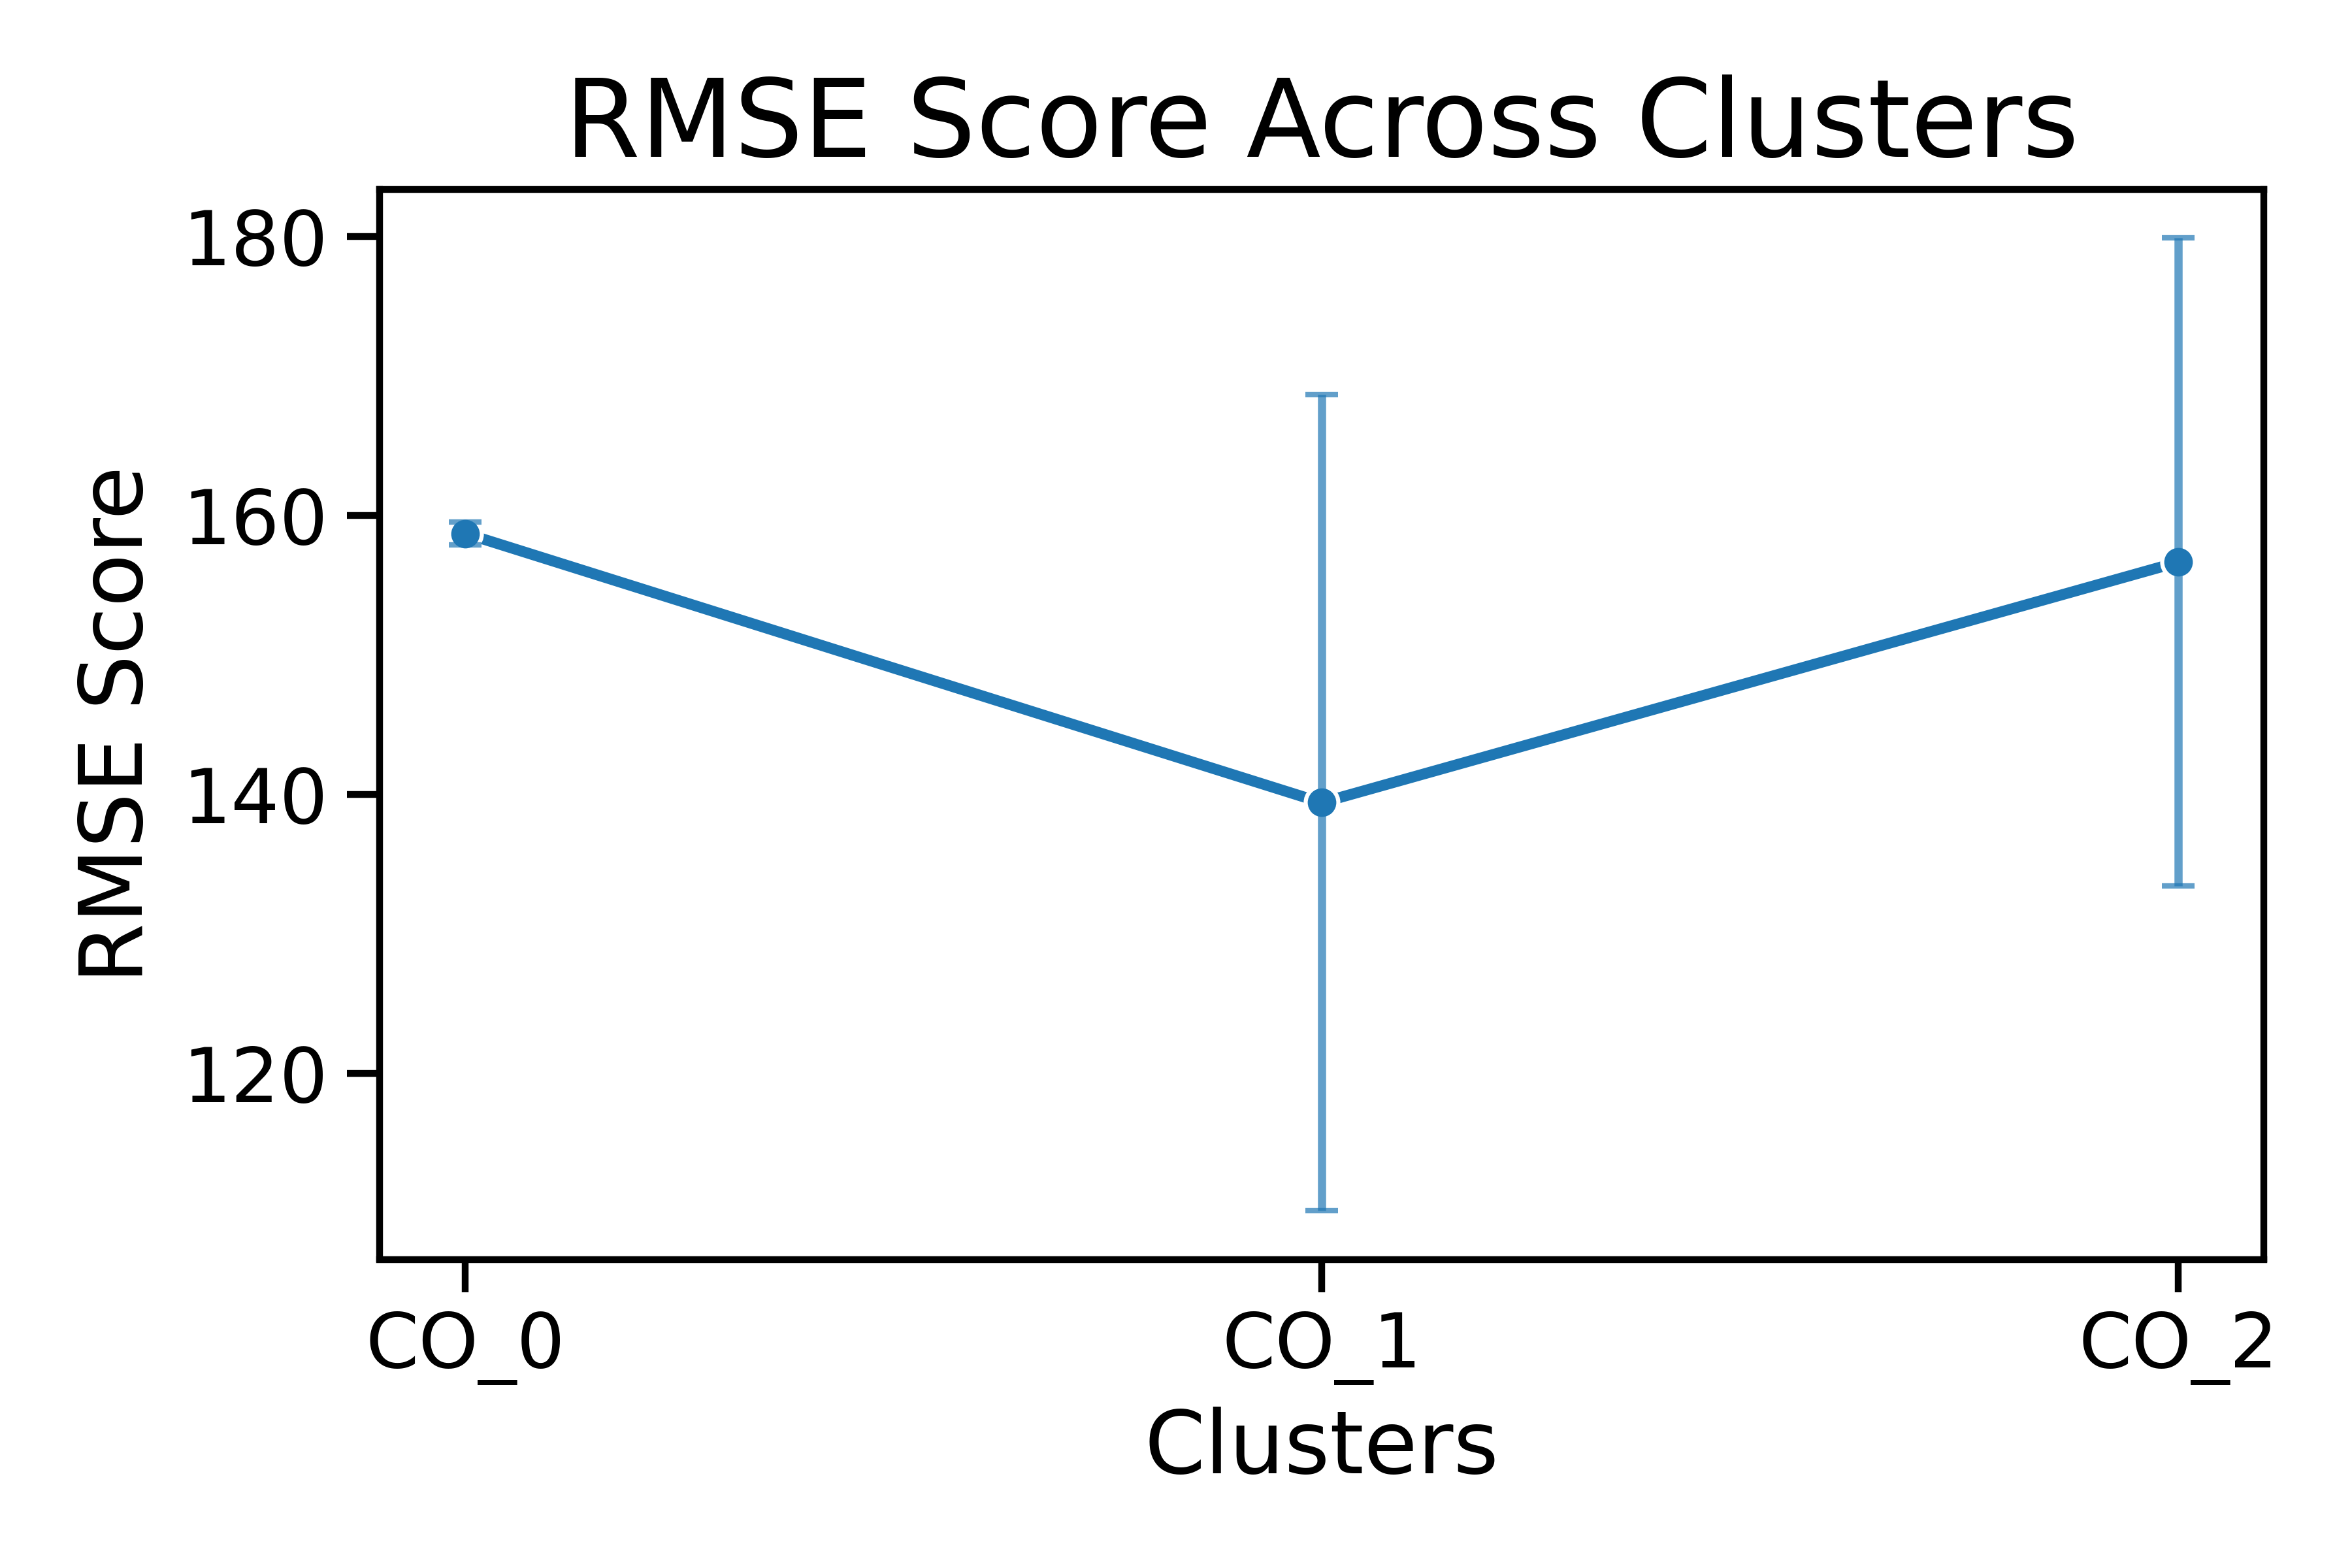 RMSE Score Across Clusters
RMSE Score
180
160
140
120
CO_0
CO_1
CO_2
Clusters